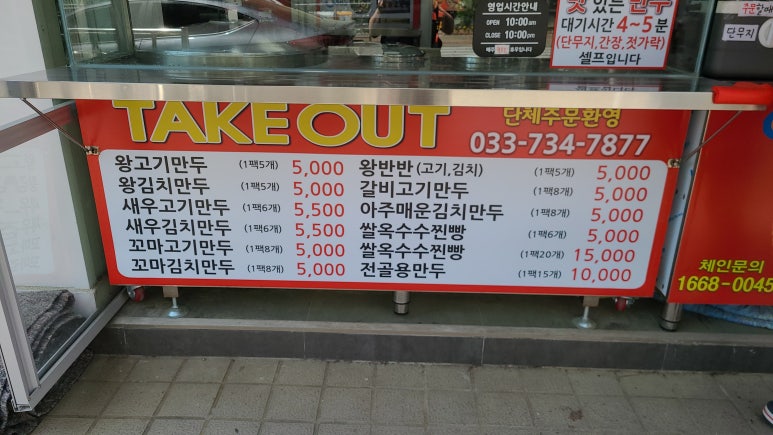 맛 있는 만두
대기시간 4~5분
(단무지,간장,젓가락)
셀프입니다
영업시간안내
OPEN 10:00am
CLOSE 10:00pm
단무지
TAKE OUT
단체주문환영
033-734-7877
왕고기만두 (1팩5개) 5,000
왕김치만두 (1팩5개) 5,000
새우고기만두 (1팩6개) 5,500
새우김치만두 (1팩6개) 5,500
꼬마고기만두 (1팩8개) 5,000
꼬마김치만두 (1팩8개) 5,000
왕반반 (고기,김치) (1팩5개) 5,000
갈비고기만두 (1팩8개) 5,000
아주매운김치만두 (1팩8개) 5,000
쌀옥수수찐빵 (1팩6개) 5,000
쌀옥수수찐빵 (1팩20개) 15,000
전골용만두 (1팩15개) 10,000
체인문의
1668-0045